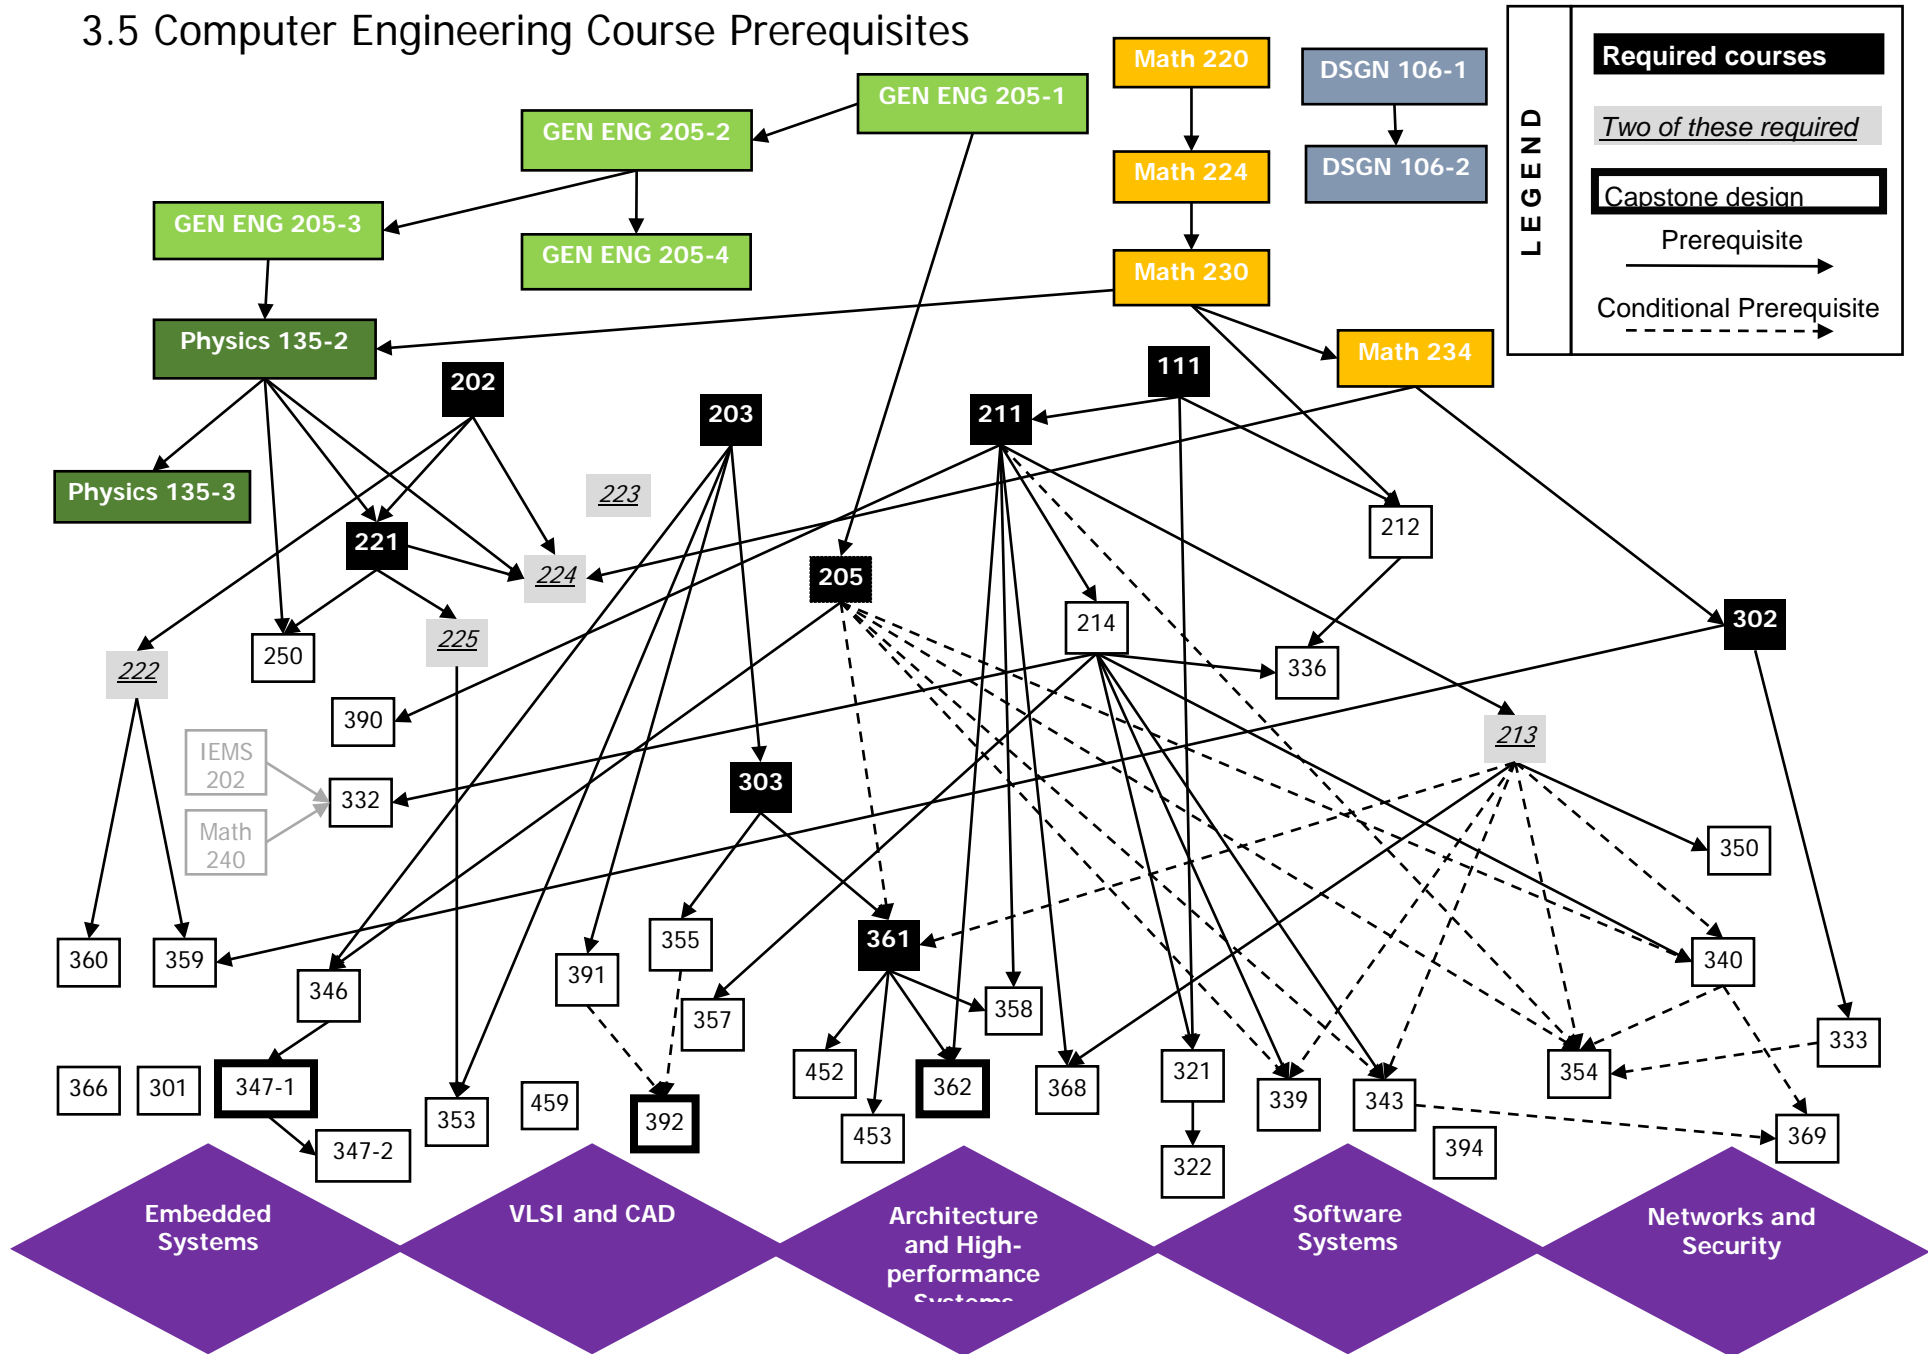 3.5 Computer Engineering Course Prerequisites
LEGEND
Required courses
Two of these required
Capstone design
Prerequisite
Conditional Prerequisite
Math 220
DSGN 106-1
GEN ENG 205-1
GEN ENG 205-2
Math 224
DSGN 106-2
GEN ENG 205-3
GEN ENG 205-4
Math 230
Physics 135-2
Math 234
111
202
203
211
Physics 135-3
223
212
221
224
205
214
302
225
250
222
336
390
213
IEMS
202
332
303
Math
240
350
360
359
355
361
340
391
346
358
357
333
366
301
347-1
452
362
368
321
354
459
353
392
339
343
453
347-2
394
369
322
Embedded
Systems
VLSI and CAD
Architecture
and High-
performance
Systems
Software
Systems
Networks and
Security